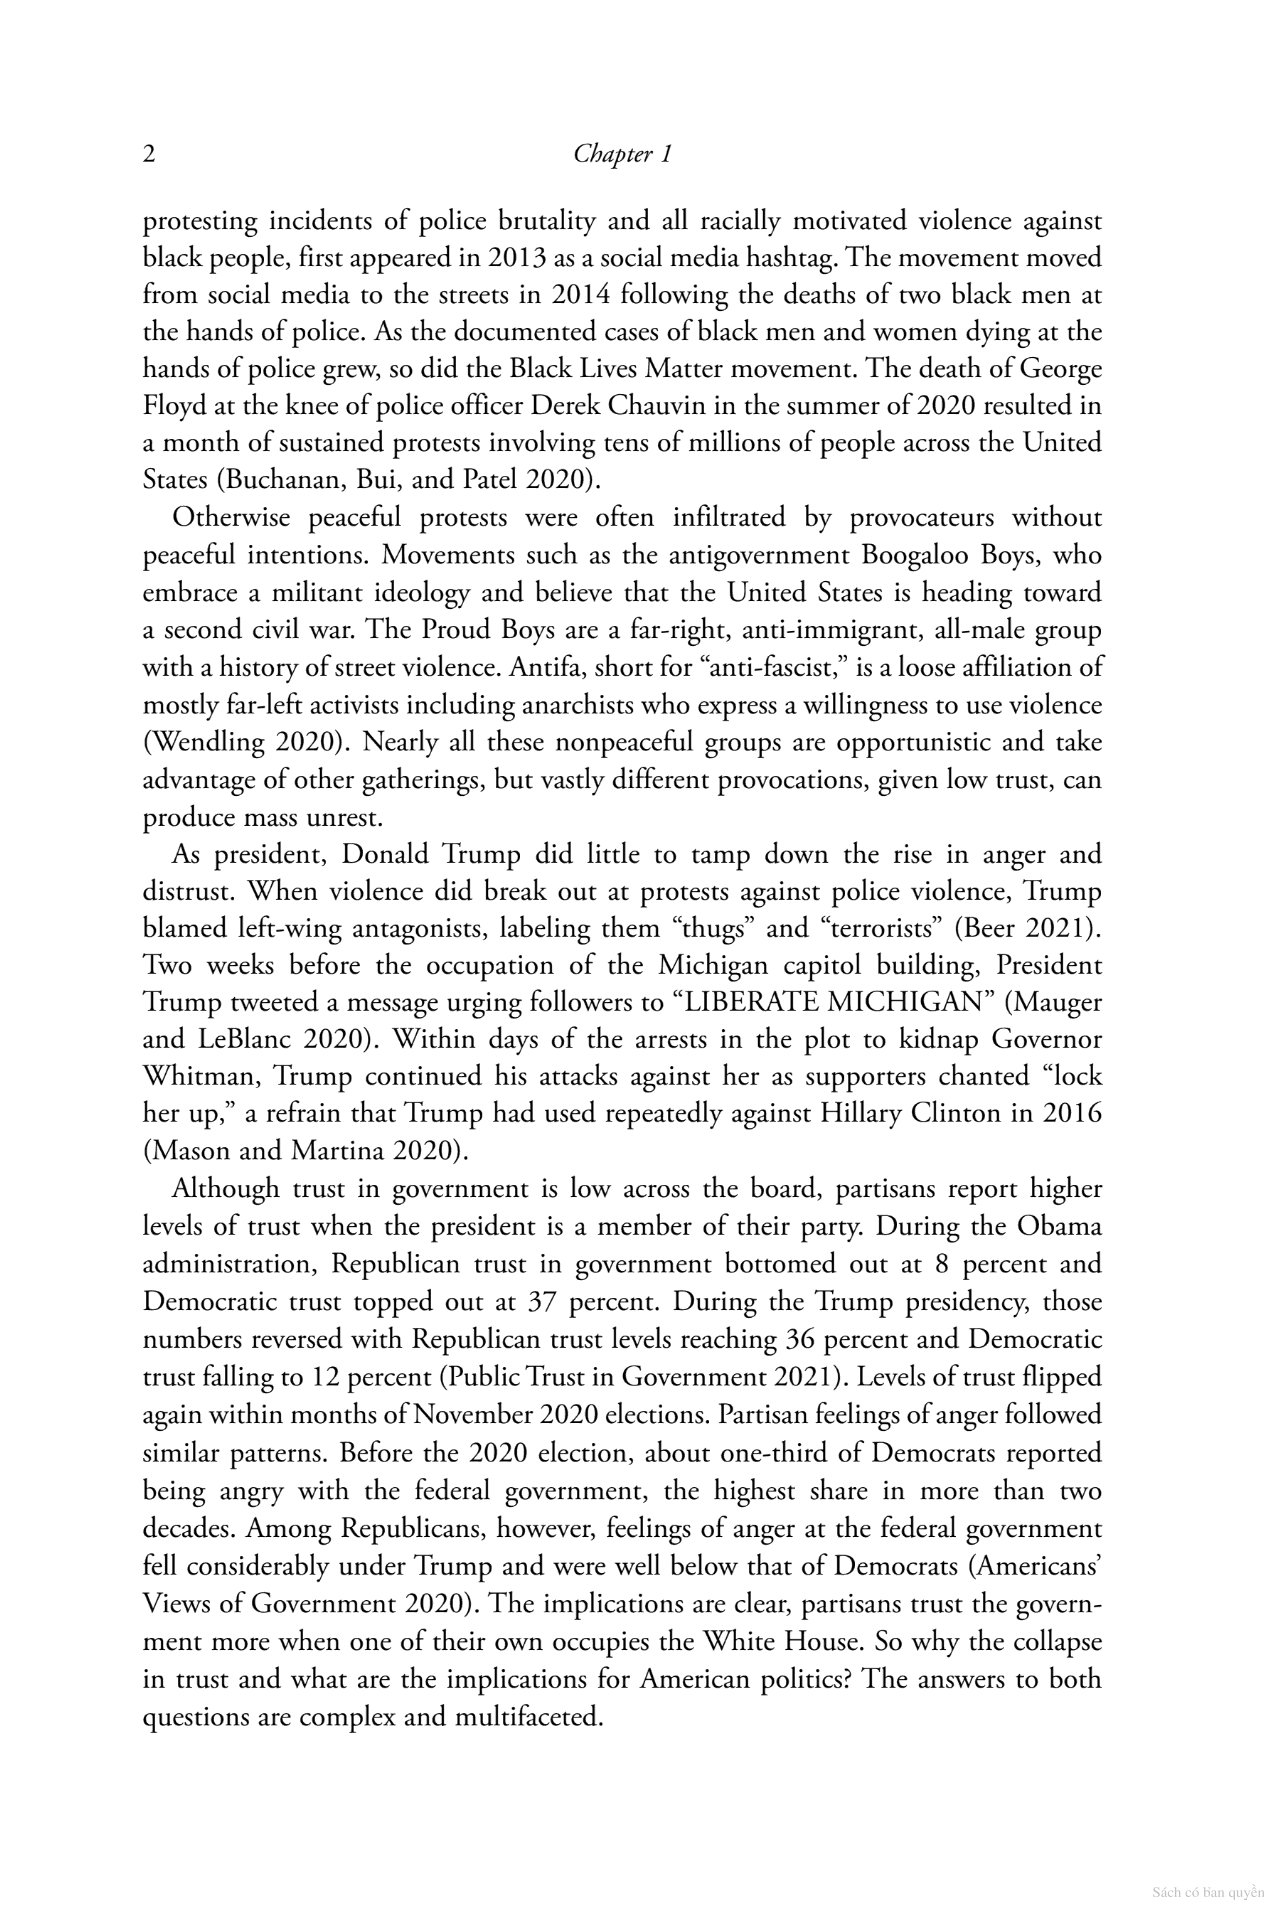 2
Chapter 1
protesting incidents of police brutality and all racially motivated violence against
black people, first appeared in 2013 as a social media hashtag. The movement moved
from social media to the streets in 2014 following the deaths of two black men at
the hands of police. As the documented cases of black men and women dying at the
hands of police grew, so did the Black Lives Matter movement. The death of George
Floyd at the knee of police officer Derek Chauvin in the summer of 2020 resulted in
a month of sustained protests involving tens of millions of people across the United
States (Buchanan, Bui, and Patel 2020).
Otherwise peaceful protests were often infiltrated by provocateurs without
peaceful intentions. Movements such as the antigovernment Boogaloo Boys, who
embrace a militant ideology and believe that the United States is heading toward
a second civil war. The Proud Boys are a far-right, anti-immigrant, all-male group
with a history of street violence. Antifa, short for “anti-fascist,” is a loose affiliation of
mostly far-left activists including anarchists who express a willingness to use violence
(Wendling 2020). Nearly all these nonpeaceful groups are opportunistic and take
advantage of other gatherings, but vastly different provocations, given low trust, can
produce mass unrest.
As president, Donald Trump did little to tamp down the rise in anger and
distrust. When violence did break out at protests against police violence, Trump
blamed left-wing antagonists, labeling them “thugs” and “terrorists” (Beer 2021).
Two weeks before the occupation of the Michigan capitol building, President
Trump tweeted a message urging followers to “LIBERATE MICHIGAN” (Mauger
and LeBlanc 2020). Within days of the arrests in the plot to kidnap Governor
Whitman, Trump continued his attacks against her as supporters chanted “lock
her up,” a refrain that Trump had used repeatedly against Hillary Clinton in 2016
(Mason and Martina 2020).
Although trust in government is low across the board, partisans report higher
levels of trust when the president is a member of their party. During the Obama
administration, Republican trust in government bottomed out at 8 percent and
Democratic trust topped out at 37 percent. During the Trump presidency, those
numbers reversed with Republican trust levels reaching 36 percent and Democratic
trust falling to 12 percent (Public Trust in Government 2021). Levels of trust flipped
again within months of November 2020 elections. Partisan feelings of anger followed
similar patterns. Before the 2020 election, about one-third of Democrats reported
being angry with the federal government, the highest share in more than two
decades. Among Republicans, however, feelings of anger at the federal government
fell considerably under Trump and were well below that of Democrats (Americans’
Views of Government 2020). The implications are clear, partisans trust the govern-
ment more when one of their own occupies the White House. So why the collapse
in trust and what are the implications for American politics? The answers to both
questions are complex and multifaceted.
Sách có bản quyền